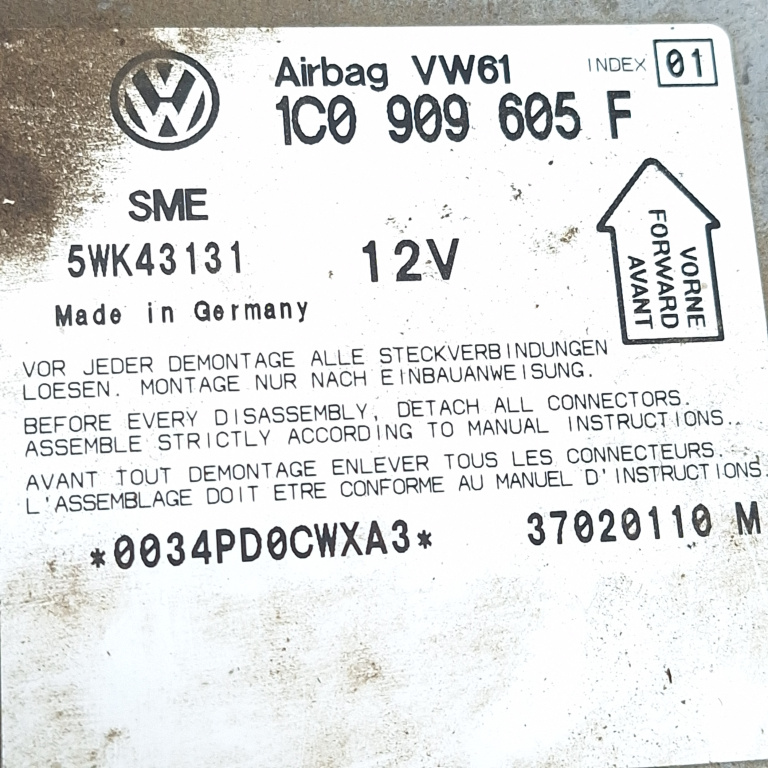 Airbag VW61 INDEX 01
1C0 909 605 F
SME
5WK43131 12V
Made in Germany
VORNE
FORWARD
AVANT
VOR JEDER DEMONTAGE ALLE STECKVERBINDUNGEN
LOESEN. MONTAGE NUR NACH EINBAUANWEISUNG.
BEFORE EVERY DISASSEMBLY, DETACH ALL CONNECTORS.
ASSEMBLE STRICTLY ACCORDING TO MANUAL INSTRUCTIONS..
AVANT TOUT DEMONTAGE ENLEVER TOUS LES CONNECTEURS.
L'ASSEMBLAGE DOIT ETRE CONFORME AU MANUEL D'INSTRUCTIONS.
*0034PD0CWXA3* 37020110 M